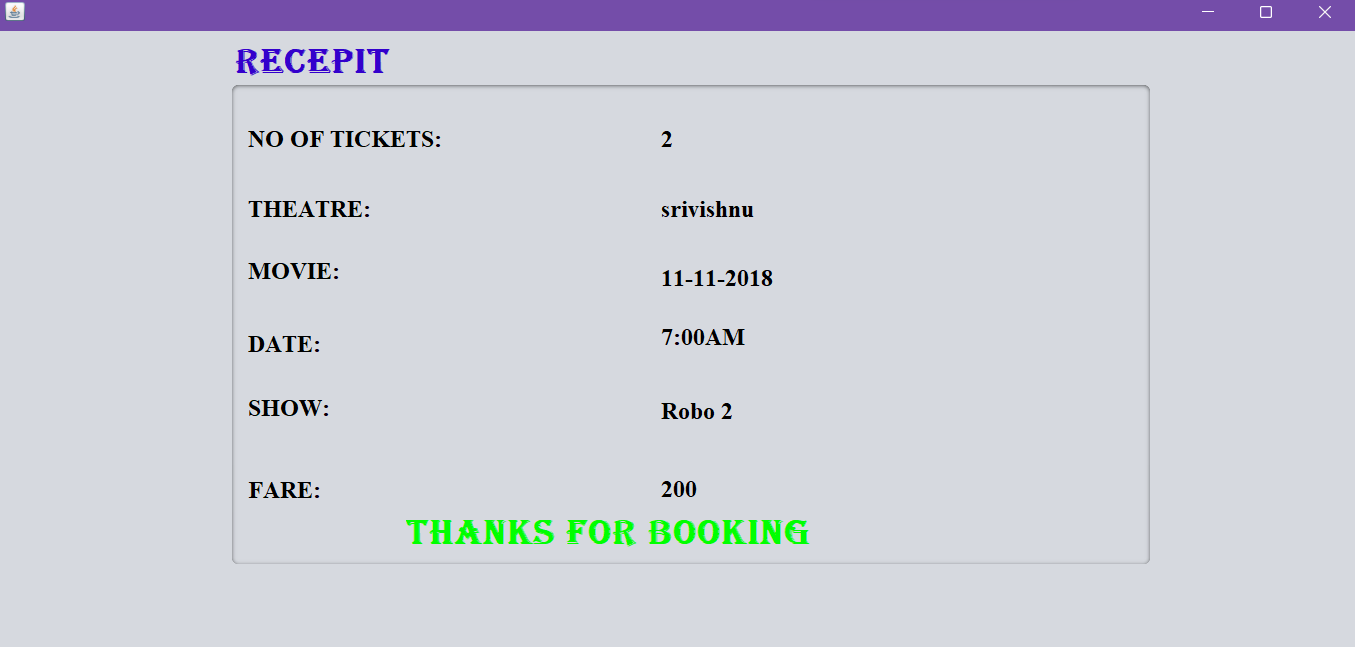 RECEPIT
NO OF TICKETS: 2
THEATRE: srivishnu
MOVIE: 11-11-2018
DATE: 7:00AM
SHOW: Robo 2
FARE: 200
THANKS FOR BOOKING